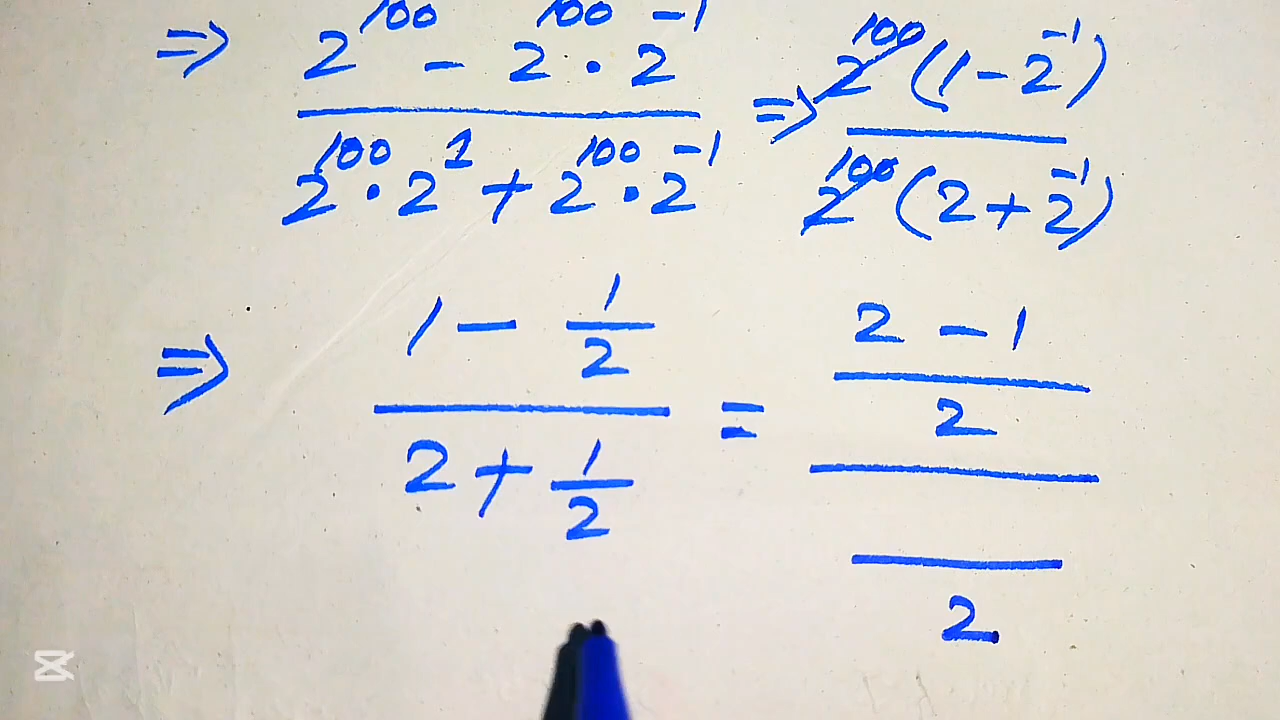 ⇒ 2^100 - 2^100 · 2^-1 / 2^100 · 2^1 + 2^100 · 2^-1 ⇒ 2^100 (1 - 2^-1) / 2^100 (2 + 2^-1)
⇒ 1 - 1/2 / 2 + 1/2 = 2 - 1 / 2 / / 2